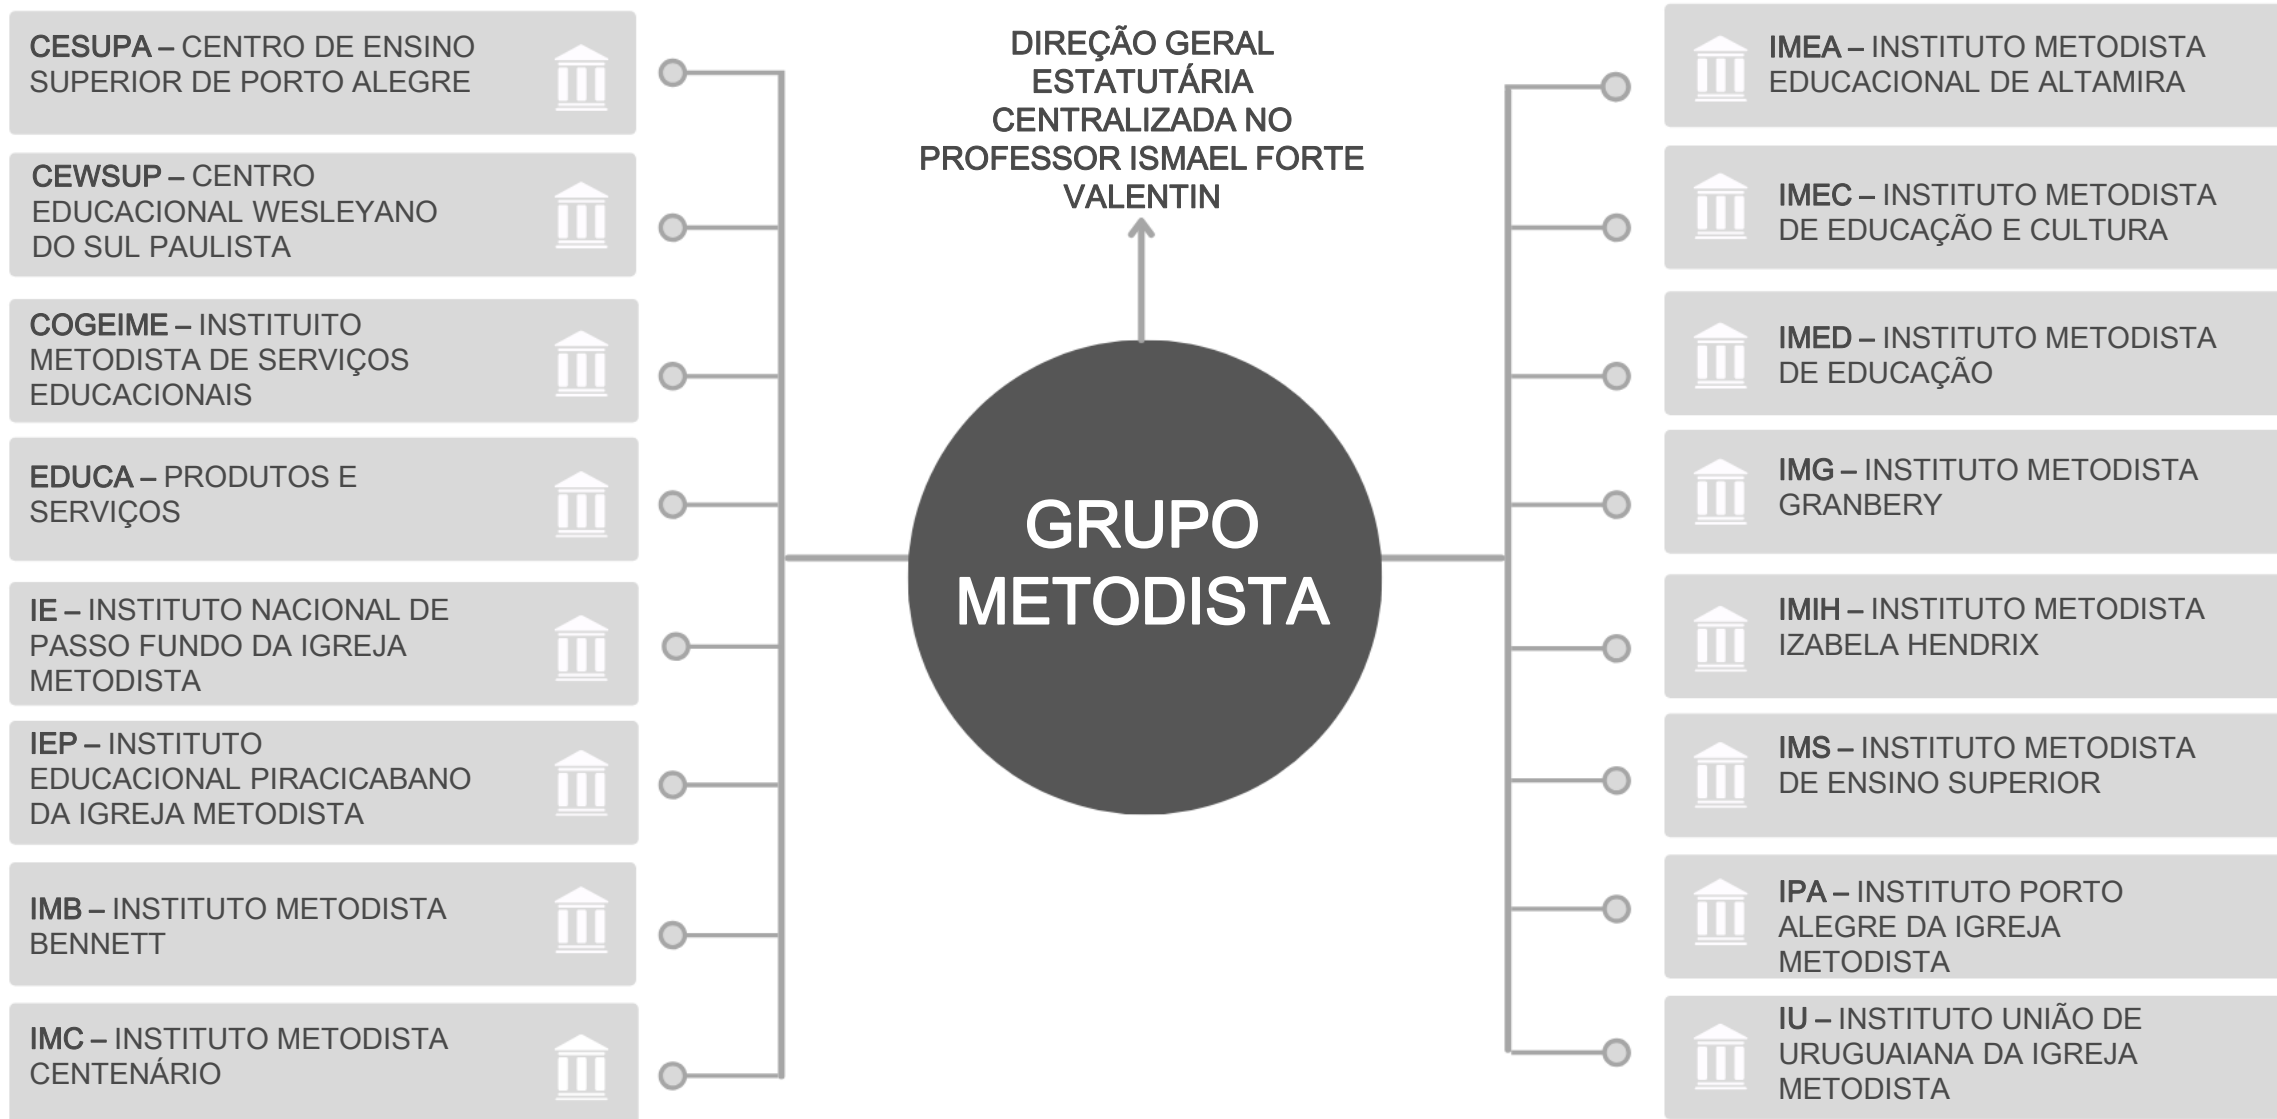 CESUPA – CENTRO DE ENSINO
SUPERIOR DE PORTO ALEGRE
CEWSUP – CENTRO
EDUCACIONAL WESLEYANO
DO SUL PAULISTA
COGEIME – INSTITUITO
METODISTA DE SERVIÇOS
EDUCACIONAIS
EDUCA – PRODUTOS E
SERVIÇOS
IE – INSTITUTO NACIONAL DE
PASSO FUNDO DA IGREJA
METODISTA
IEP – INSTITUTO
EDUCACIONAL PIRACICABANO
DA IGREJA METODISTA
IMB – INSTITUTO METODISTA
BENNETT
IMC – INSTITUTO METODISTA
CENTENÁRIO
DIREÇÃO GERAL
ESTATUTÁRIA
CENTRALIZADA NO
PROFESSOR ISMAEL FORTE
VALENTIN
GRUPO
METODISTA
IMEA – INSTITUTO METODISTA
EDUCACIONAL DE ALTAMIRA
IMEC – INSTITUTO METODISTA
DE EDUCAÇÃO E CULTURA
IMED – INSTITUTO METODISTA
DE EDUCAÇÃO
IMG – INSTITUTO METODISTA
GRANBERY
IMIH – INSTITUTO METODISTA
IZABELA HENDRIX
IMS – INSTITUTO METODISTA
DE ENSINO SUPERIOR
IPA – INSTITUTO PORTO
ALEGRE DA IGREJA
METODISTA
IU – INSTITUTO UNIÃO DE
URUGUAIANA DA IGREJA
METODISTA